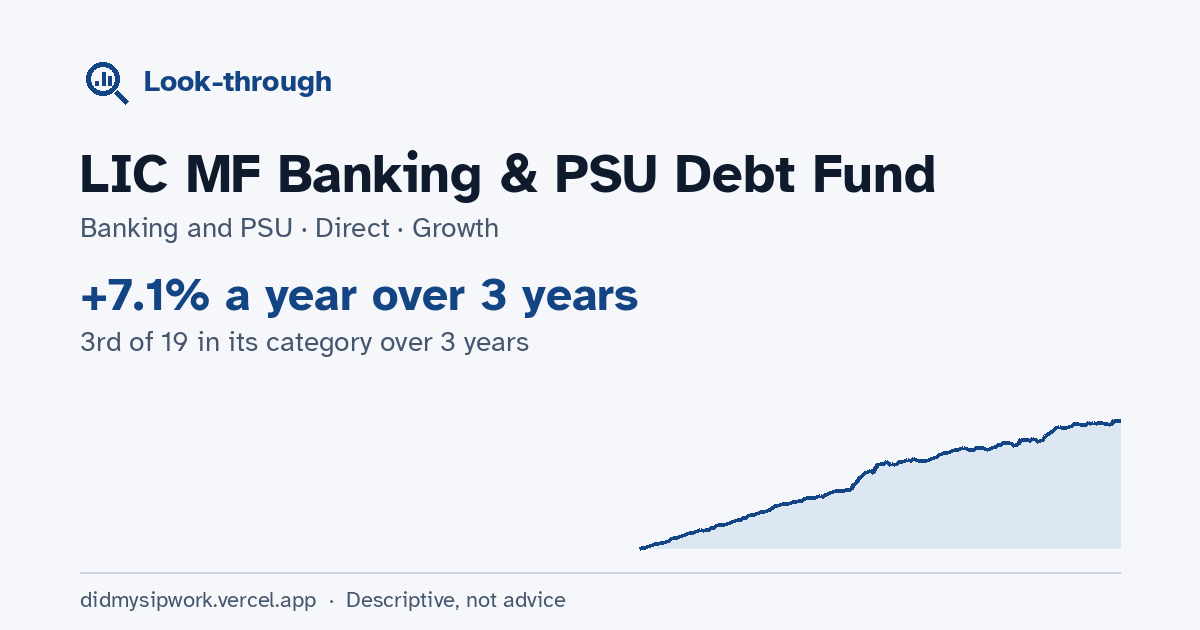 Look-through
LIC MF Banking & PSU Debt Fund
Banking and PSU · Direct · Growth
+7.1% a year over 3 years
3rd of 19 in its category over 3 years
didmysipwork.vercel.app · Descriptive, not advice